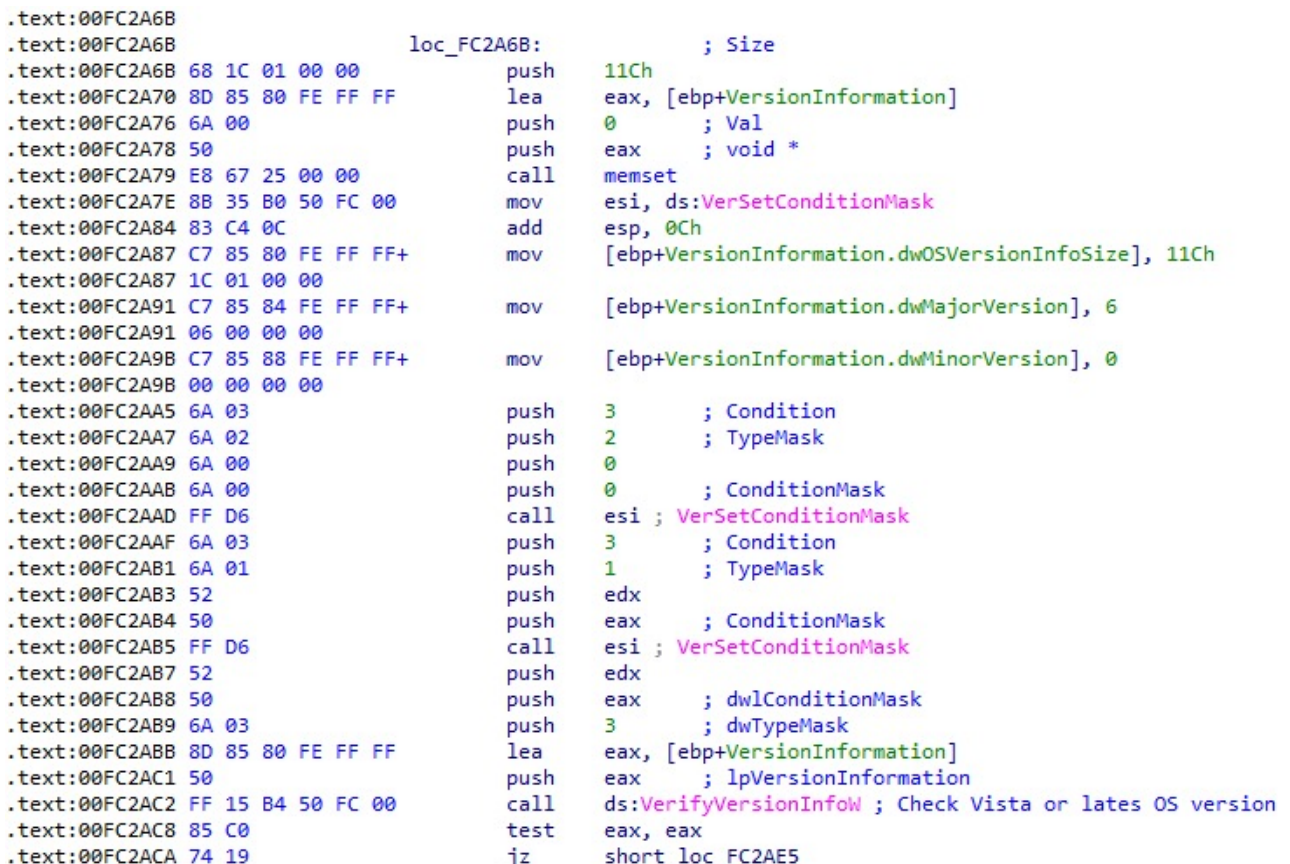 .text:00FC2A6B
.text:00FC2A6B loc_FC2A6B: ; Size
.text:00FC2A6B 68 1C 01 00 00 push 11Ch
.text:00FC2A70 8D 85 80 FE FF FF lea eax, [ebp+VersionInformation]
.text:00FC2A76 6A 00 push 0 ; Val
.text:00FC2A78 50 push eax ; void *
.text:00FC2A79 E8 67 25 00 00 call memset
.text:00FC2A7E 8B 35 B0 50 FC 00 mov esi, ds:VerSetConditionMask
.text:00FC2A84 83 C4 0C add esp, 0Ch
.text:00FC2A87 C7 85 80 FE FF FF+ mov [ebp+VersionInformation.dwOSVersionInfoSize], 11Ch
.text:00FC2A87 1C 01 00 00
.text:00FC2A91 C7 85 84 FE FF FF+ mov [ebp+VersionInformation.dwMajorVersion], 6
.text:00FC2A91 06 00 00 00
.text:00FC2A9B C7 85 88 FE FF FF+ mov [ebp+VersionInformation.dwMinorVersion], 0
.text:00FC2A9B 00 00 00 00
.text:00FC2AA5 6A 03 push 3 ; Condition
.text:00FC2AA7 6A 02 push 2 ; TypeMask
.text:00FC2AA9 6A 00 push 0
.text:00FC2AAB 6A 00 push 0 ; ConditionMask
.text:00FC2AAD FF D6 call esi ; VerSetConditionMask
.text:00FC2AAF 6A 03 push 3 ; Condition
.text:00FC2AB1 6A 01 push 1 ; TypeMask
.text:00FC2AB3 52 push edx
.text:00FC2AB4 50 push eax ; ConditionMask
.text:00FC2AB5 FF D6 call esi ; VerSetConditionMask
.text:00FC2AB7 52 push edx
.text:00FC2AB8 50 push eax ; dwlConditionMask
.text:00FC2AB9 6A 03 push 3 ; dwTypeMask
.text:00FC2ABB 8D 85 80 FE FF FF lea eax, [ebp+VersionInformation]
.text:00FC2AC1 50 push eax ; lpVersionInformation
.text:00FC2AC2 FF 15 B4 50 FC 00 call ds:VerifyVersionInfoW ; Check Vista or lates OS version
.text:00FC2AC8 85 C0 test eax, eax
.text:00FC2ACA 74 19 jz short loc_FC2AE5